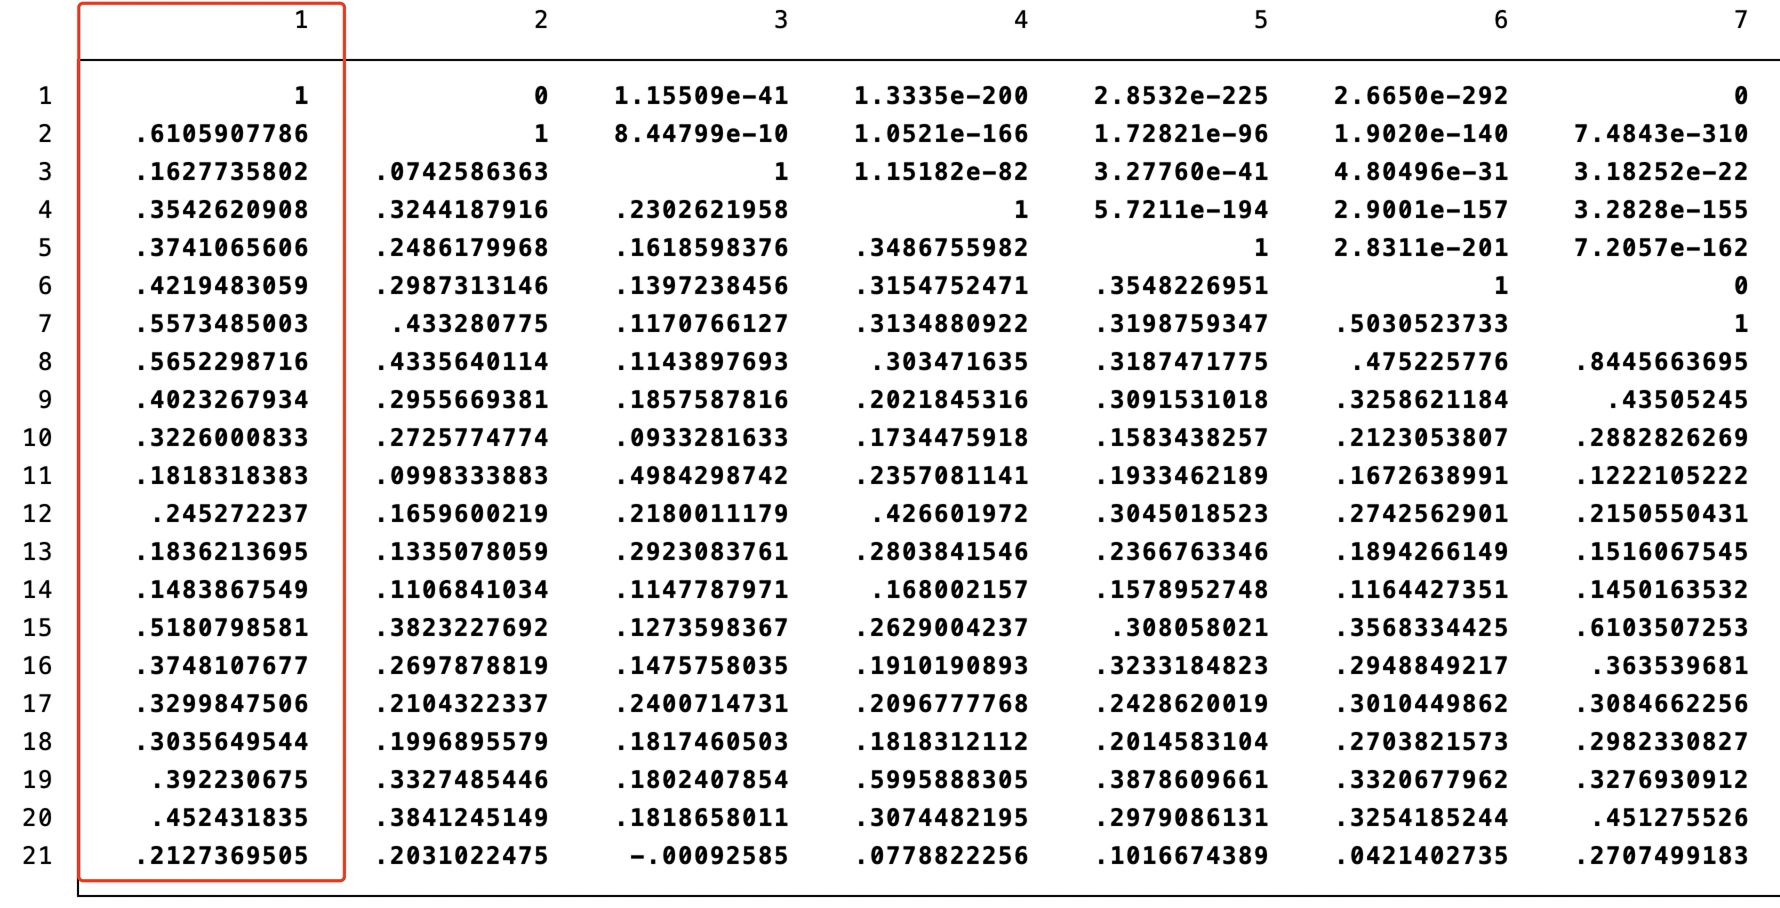 1 2 3 4 5 6 7
1 1 0 1.15509e-41 1.3335e-200 2.8532e-225 2.6650e-292 0
2 .6105907786 1 8.44799e-10 1.0521e-166 1.72821e-96 1.9020e-140 7.4843e-310
3 .1627735802 .0742586363 1 1.15182e-82 3.27760e-41 4.80496e-31 3.18252e-22
4 .3542620908 .3244187916 .2302621958 1 5.7211e-194 2.9001e-157 3.2828e-155
5 .3741065606 .2486179968 .1618598376 .3486755982 1 2.8311e-201 7.2057e-162
6 .4219483059 .2987313146 .1397238456 .3154752471 .3548226951 1 0
7 .5573485003 .433280775 .1170766127 .3134880922 .3198759347 .5030523733 1
8 .5652298716 .4335640114 .1143897693 .303471635 .3187471775 .475225776 .8445663695
9 .4023267934 .2955669381 .1857587816 .2021845316 .3091531018 .3258621184 .43505245
10 .3226000833 .2725774774 .0933281633 .1734475918 .1583438257 .2123053807 .2882826269
11 .1818318383 .0998333883 .4984298742 .2357081141 .1933462189 .1672638991 .1222105222
12 .245272237 .1659600219 .2180011179 .426601972 .3045018523 .2742562901 .2150550431
13 .1836213695 .1335078059 .2923083761 .2803841546 .2366763346 .1894266149 .1516067545
14 .1483867549 .1106841034 .1147787971 .168002157 .1578952748 .1164427351 .1450163532
15 .5180798581 .3823227692 .1273598367 .2629004237 .308058021 .3568334425 .6103507253
16 .3748107677 .2697878819 .1475758035 .1910190893 .3233184823 .2948849217 .363539681
17 .3299847506 .2104322337 .2400714731 .2096777768 .2428620019 .3010449862 .3084662256
18 .3035649544 .1996895579 .1817460503 .1818312112 .2014583104 .2703821573 .2982330827
19 .392230675 .3327485446 .1802407854 .5995888305 .3878609661 .3320677962 .3276930912
20 .452431835 .3841245149 .1818658011 .3074482195 .2979086131 .3254185244 .451275526
21 .2127369505 .2031022475 -.00092585 .0778822256 .1016674389 .0421402735 .2707499183